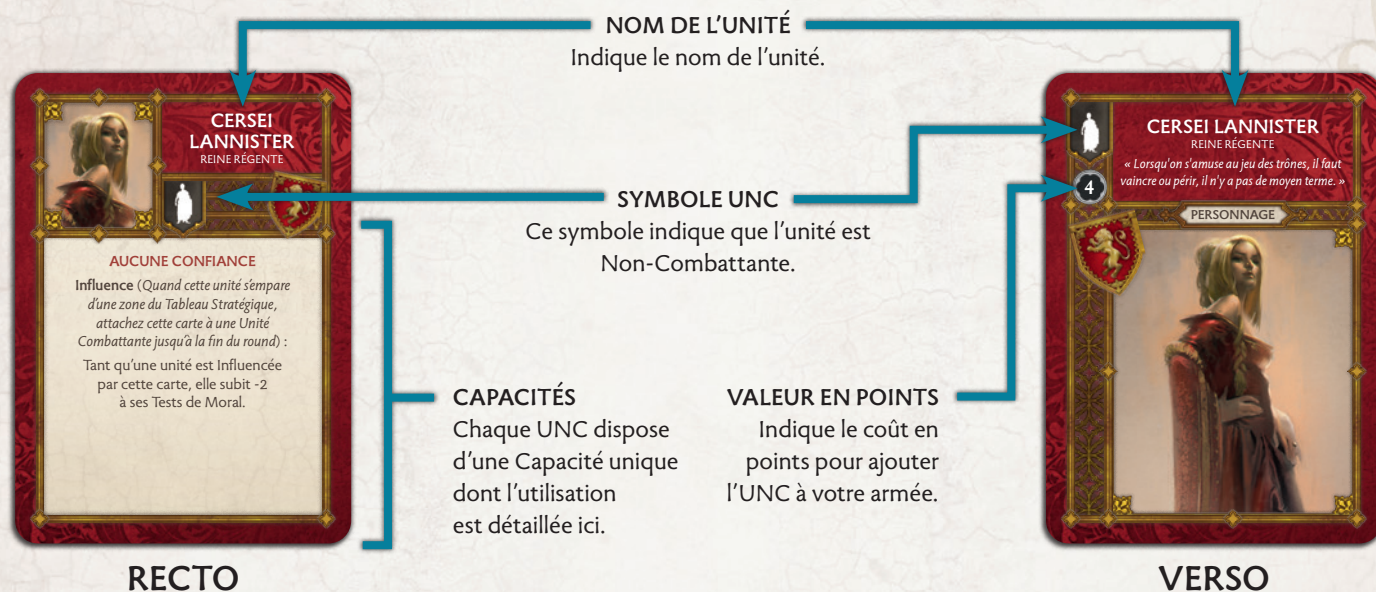 NOM DE L'UNITÉ
Indique le nom de l'unité.
CERSEI
LANNISTER
REINE RÉGENTE
AUCUNE CONFIANCE
Influence (Quand cette unité s'empare
d'une zone du Tableau Stratégique,
attachez cette carte à une Unité
Combattante jusqu'à la fin du round) :
Tant qu'une unité est Influencée
par cette carte, elle subit -2
à ses Tests de Moral.
RECTO
SYMBOLE UNC
Ce symbole indique que l'unité est
Non-Combattante.
CAPACITÉS
Chaque UNC dispose
d'une Capacité unique
dont l'utilisation
est détaillée ici.
VALEUR EN POINTS
Indique le coût en
points pour ajouter
l'UNC à votre armée.
CERSEI LANNISTER
REINE RÉGENTE
« Lorsqu'on s'amuse au jeu des trônes, il faut
vaincre ou périr, il n'y a pas de moyen terme. »
4
PERSONNAGE
VERSO